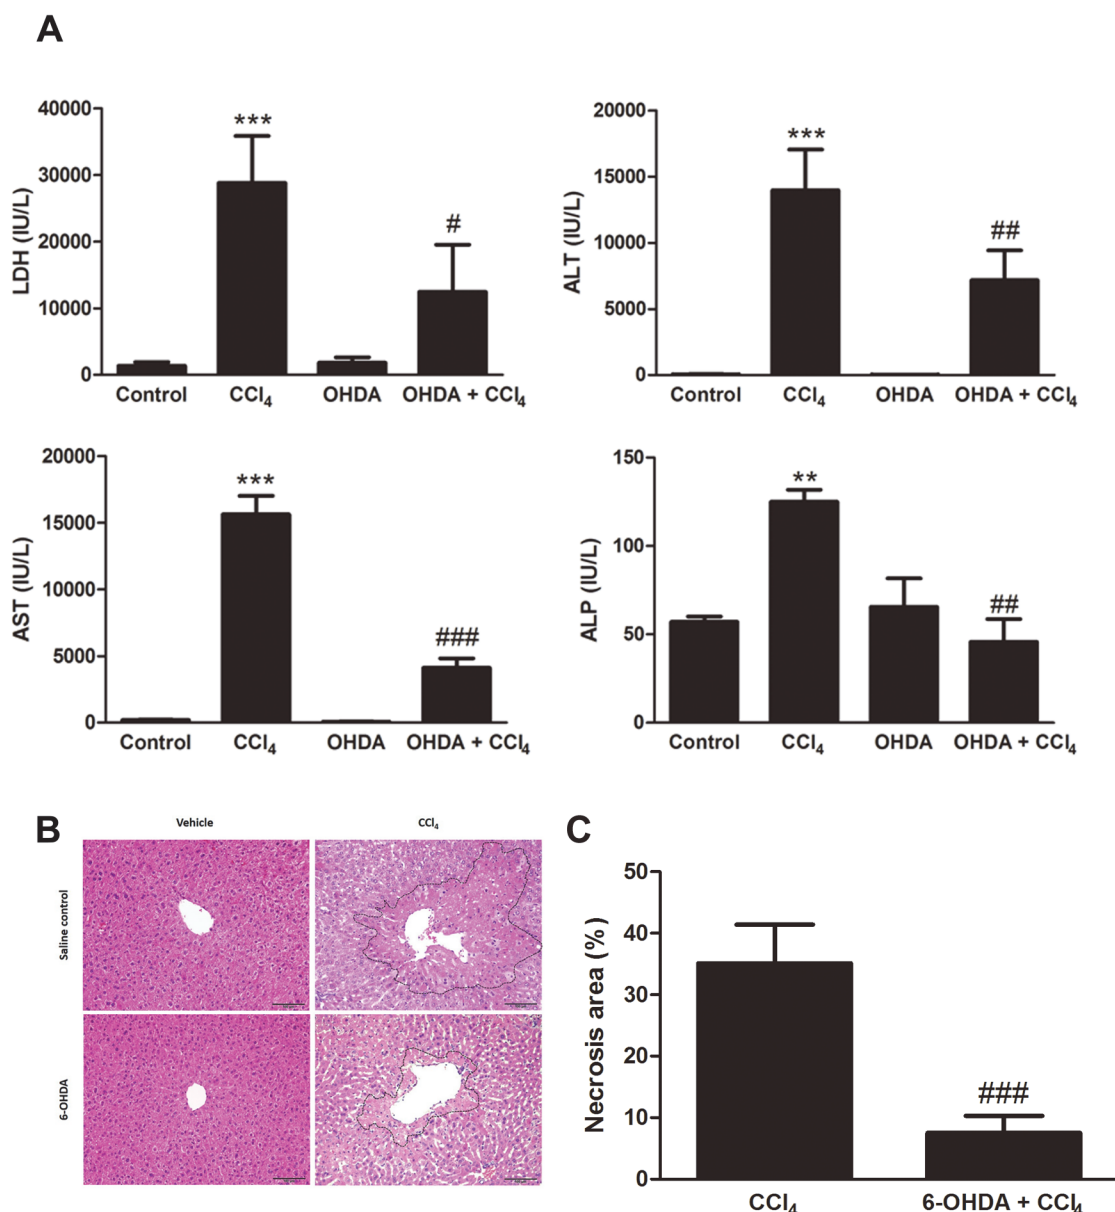 A
LDH (IU/L)
40000
30000
20000
10000
0
***
#
Control CCl₄ OHDA OHDA + CCl₄
ALT (IU/L)
20000
15000
10000
5000
0
***
##
Control CCl₄ OHDA OHDA + CCl₄
AST (IU/L)
20000
15000
10000
5000
0
***
###
Control CCl₄ OHDA OHDA + CCl₄
ALP (IU/L)
150
100
50
0
**
##
Control CCl₄ OHDA OHDA + CCl₄
B
Vehicle CCl₄
Saline control
6-OHDA
C
Necrosis area (%)
50
40
30
20
10
0
###
CCl₄ 6-OHDA + CCl₄